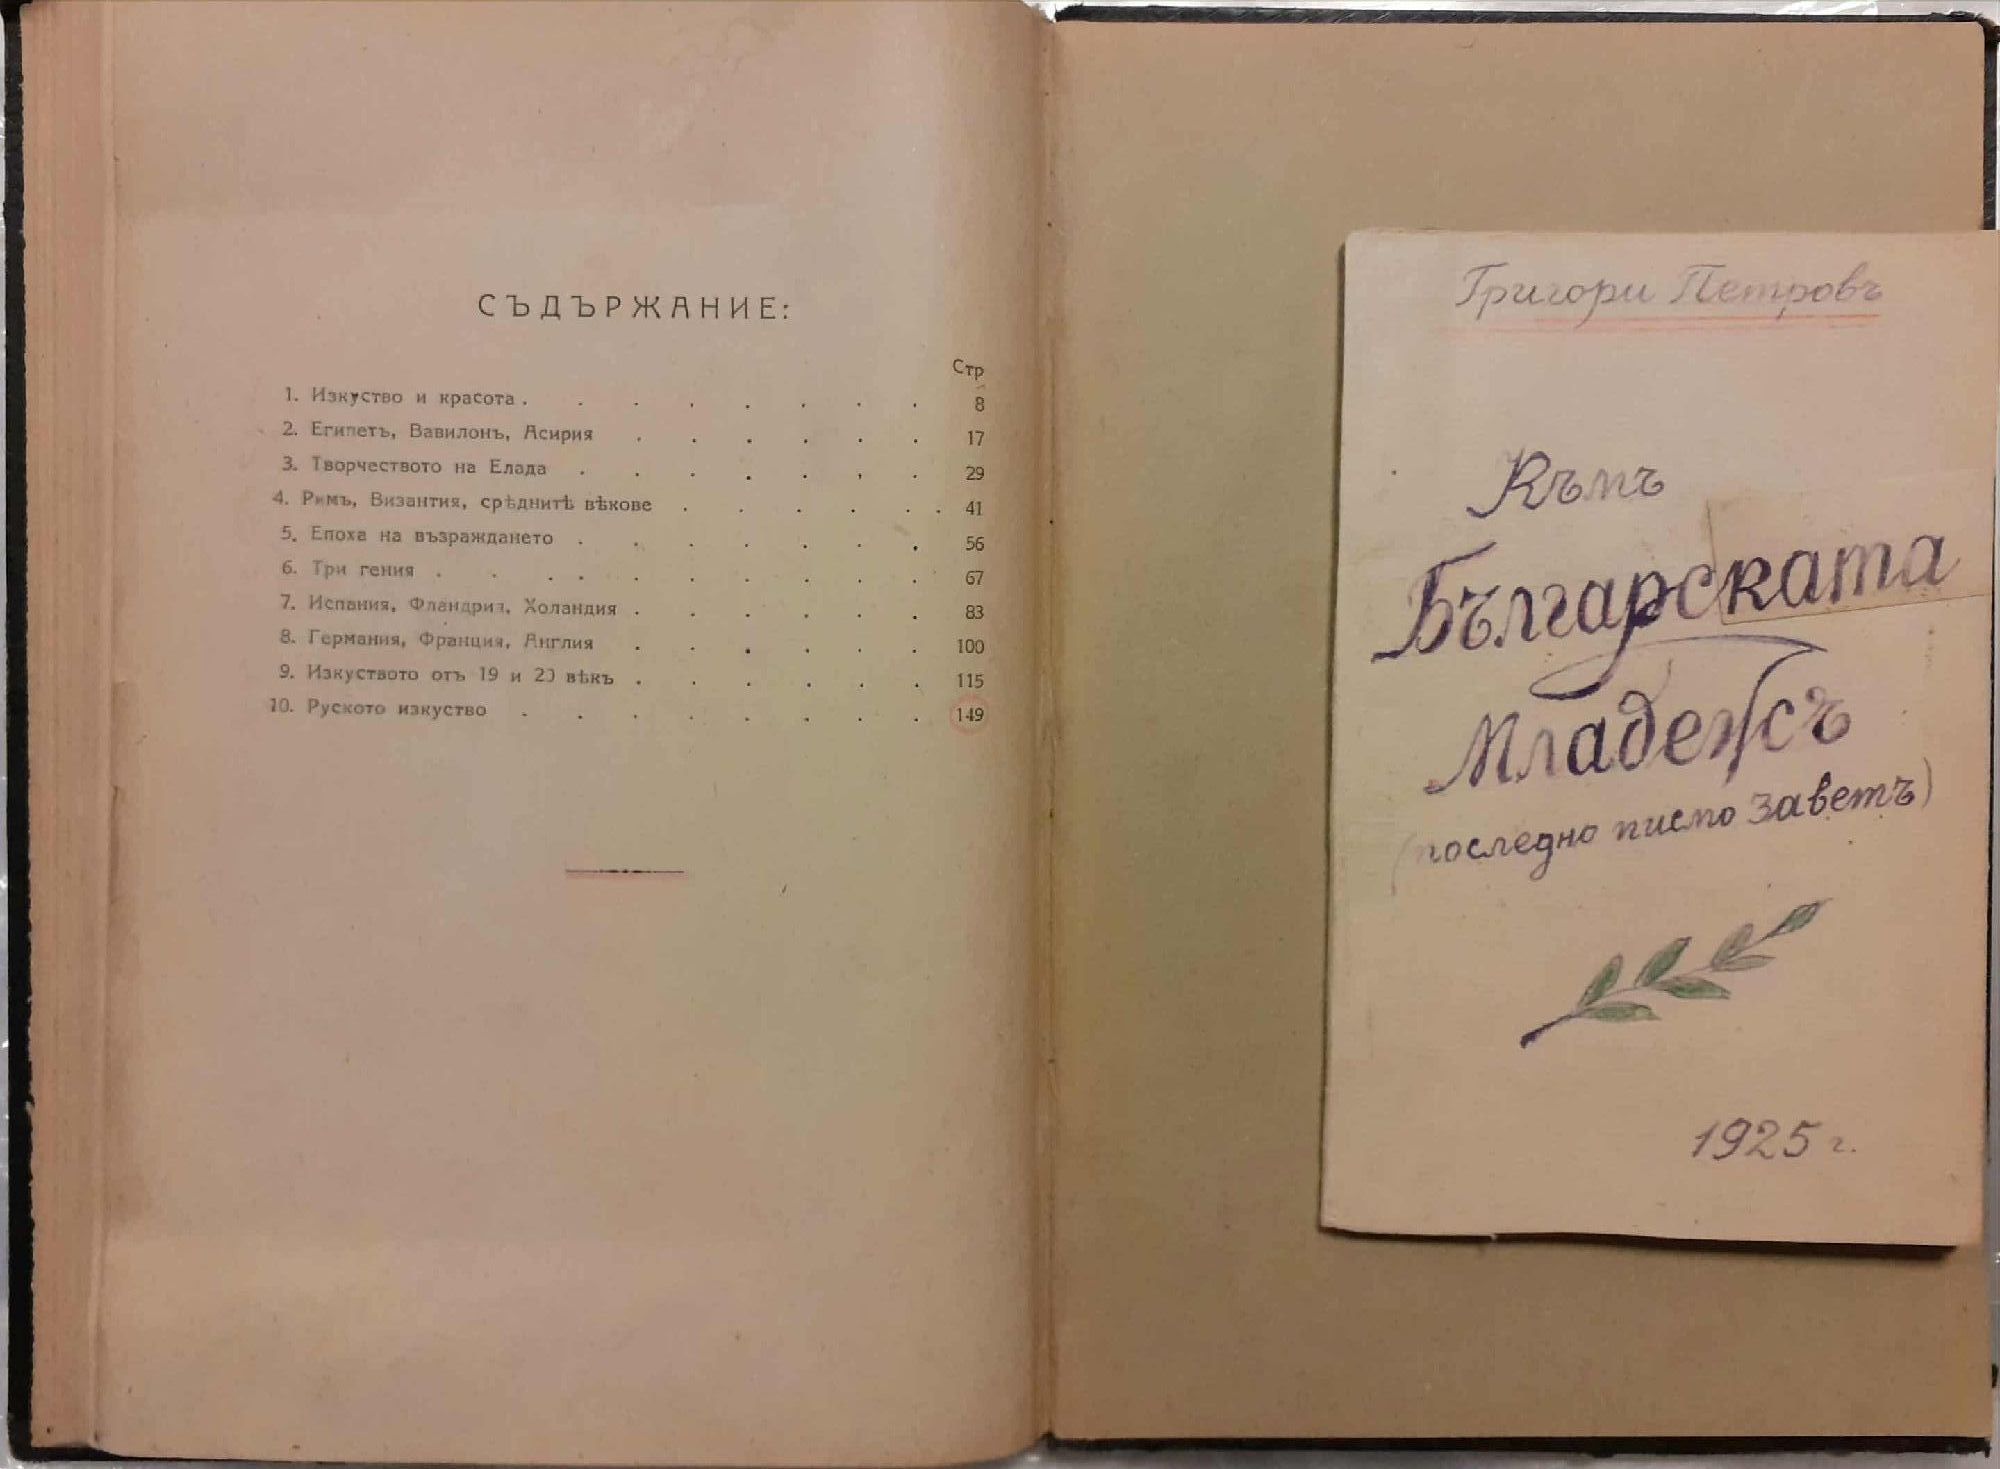 СЪДЪРЖАНИЕ:
Стр
1. Изкуство и красота . . . . . . . . 8
2. Египетъ, Вавилонъ, Асирия . . . . . . 17
3. Творчеството на Елада . . . . . . . 29
4. Римъ, Византия, срѣднитѣ вѣкове . . . . . . 41
5. Епоха на възраждането . . . . . . . 56
6. Три гения . . . . . . . . . . 67
7. Испания, Фландрия, Холандия . . . . . . 83
8. Германия, Франция, Англия . . . . . . 100
9. Изкуството отъ 19 и 20 вѣкъ . . . . . . 115
10. Руското изкуство . . . . . . . . 149
Григори Петровъ
Къмъ
Българската
Младежъ
(последно писмо заветъ)
1925 г.